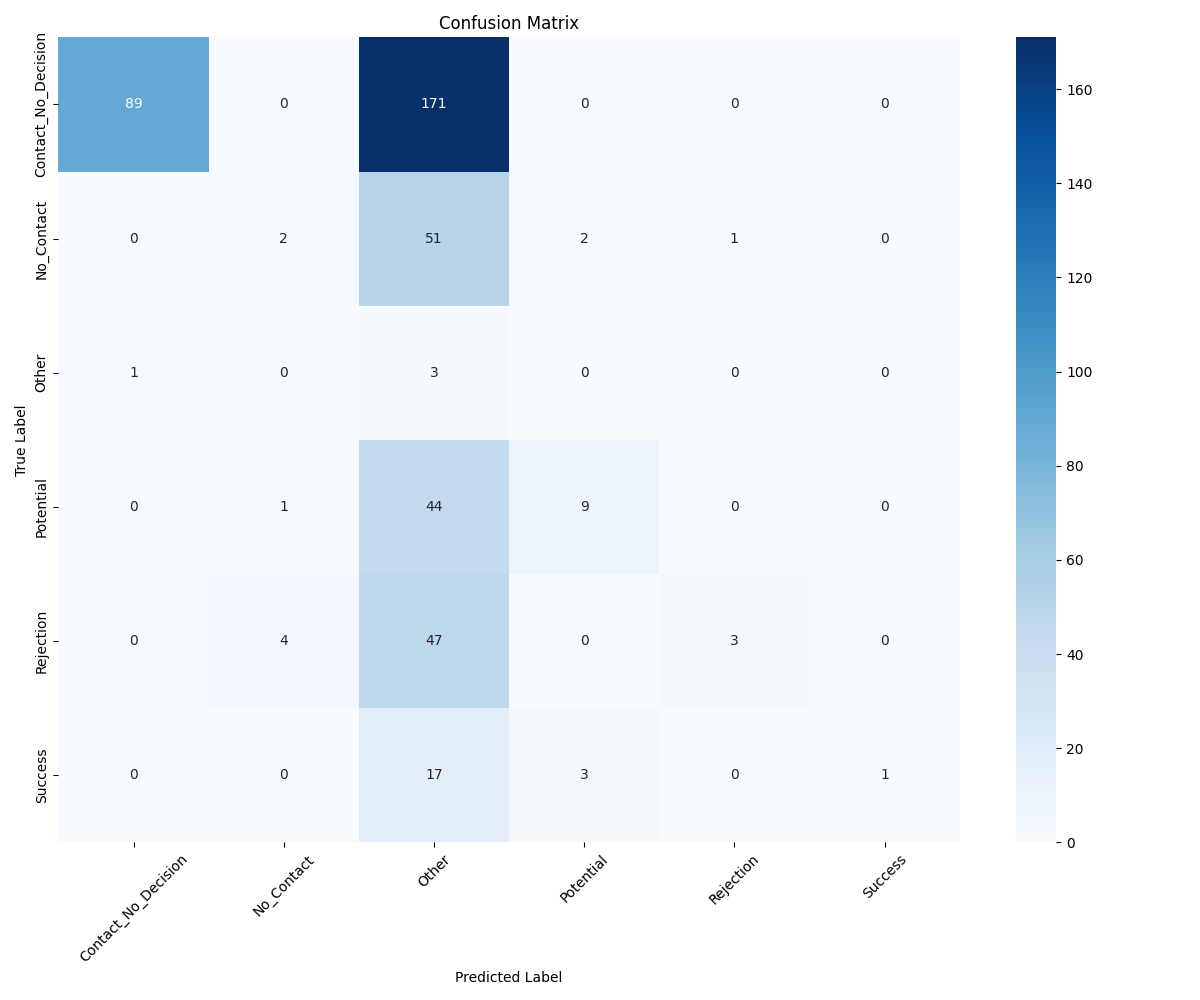 Confusion Matrix
True Label
Contact_No_Decision 89 0 171 0 0 0
No_Contact 0 2 51 2 1 0
Other 1 0 3 0 0 0
Potential 0 1 44 9 0 0
Rejection 0 4 47 0 3 0
Success 0 0 17 3 0 1
Contact_No_Decision No_Contact Other Potential Rejection Success
Predicted Label
160
140
120
100
80
60
40
20
0